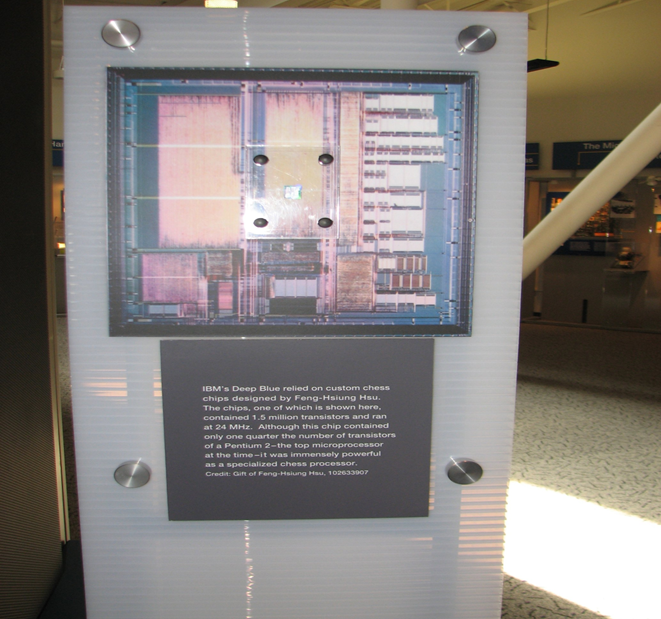 The Mi
IBM's Deep Blue relied on custom chess
chips designed by Feng-Hsiung Hsu.
The chips, one of which is shown here,
contained 1.5 million transistors and ran
at 24 MHz.  Although this chip contained
only one quarter the number of transistors
of a Pentium 2–the top microprocessor
at the time–it was immensely powerful
as a specialized chess processor.
Credit: Gift of Feng-Hsiung Hsu, 102633907